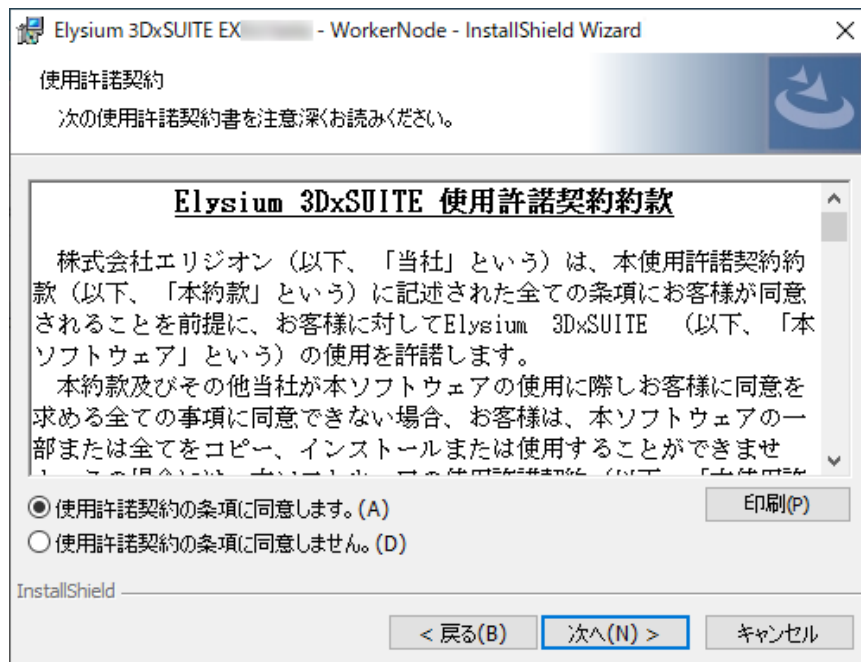 Elysium 3DxSUITE EX - WorkerNode - InstallShield Wizard
使用許諾契約
次の使用許諾契約書を注意深くお読みください。
Elysium 3DxSUITE 使用許諾契約約款
株式会社エリジオン（以下、「当社」という）は、本使用許諾契約約
款（以下、「本約款」という）に記述された全ての条項にお客様が同意
されることを前提に、お客様に対してElysium 3DxSUITE （以下、「本
ソフトウェア」という）の使用を許諾します。
本約款及びその他当社が本ソフトウェアの使用に際しお客様に同意を
求める全ての事項に同意できない場合、お客様は、本ソフトウェアの一
部または全てをコピー、インストールまたは使用することができませ
使用許諾契約の条項に同意します。(A)
印刷(P)
使用許諾契約の条項に同意しません。(D)
InstallShield
< 戻る(B)
次へ(N) >
キャンセル